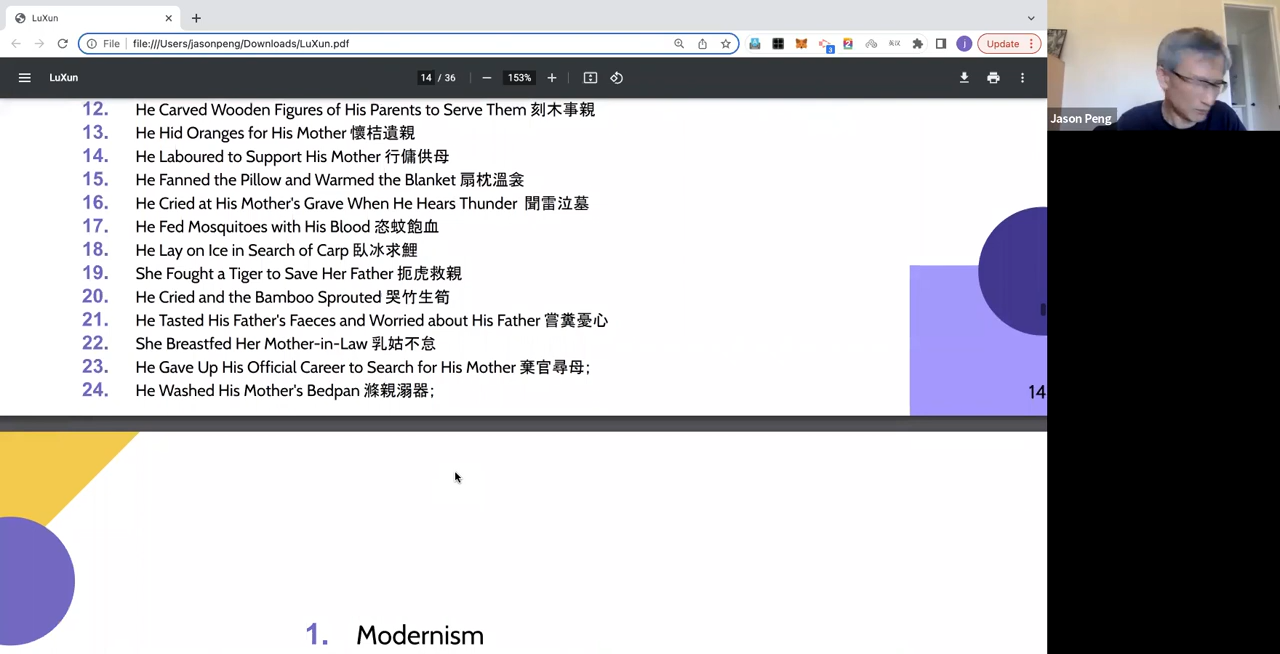 LuXun
File
file:///Users/jasonpeng/Downloads/LuXun.pdf
3
2
j
Update
LuXun
14 / 36
153%
12. He Carved Wooden Figures of His Parents to Serve Them 刻木事親
13. He Hid Oranges for His Mother 懷桔遺親
14. He Laboured to Support His Mother 行傭供母
15. He Fanned the Pillow and Warmed the Blanket 扇枕溫衾
16. He Cried at His Mother's Grave When He Hears Thunder 聞雷泣墓
17. He Fed Mosquitoes with His Blood 恣蚊飽血
18. He Lay on Ice in Search of Carp 臥冰求鯉
19. She Fought a Tiger to Save Her Father 扼虎救親
20. He Cried and the Bamboo Sprouted 哭竹生筍
21. He Tasted His Father's Faeces and Worried about His Father 嘗糞憂心
22. She Breastfed Her Mother-in-Law 乳姑不怠
23. He Gave Up His Official Career to Search for His Mother 棄官尋母;
24. He Washed His Mother's Bedpan 滌親溺器;
14
1. Modernism
Jason Peng